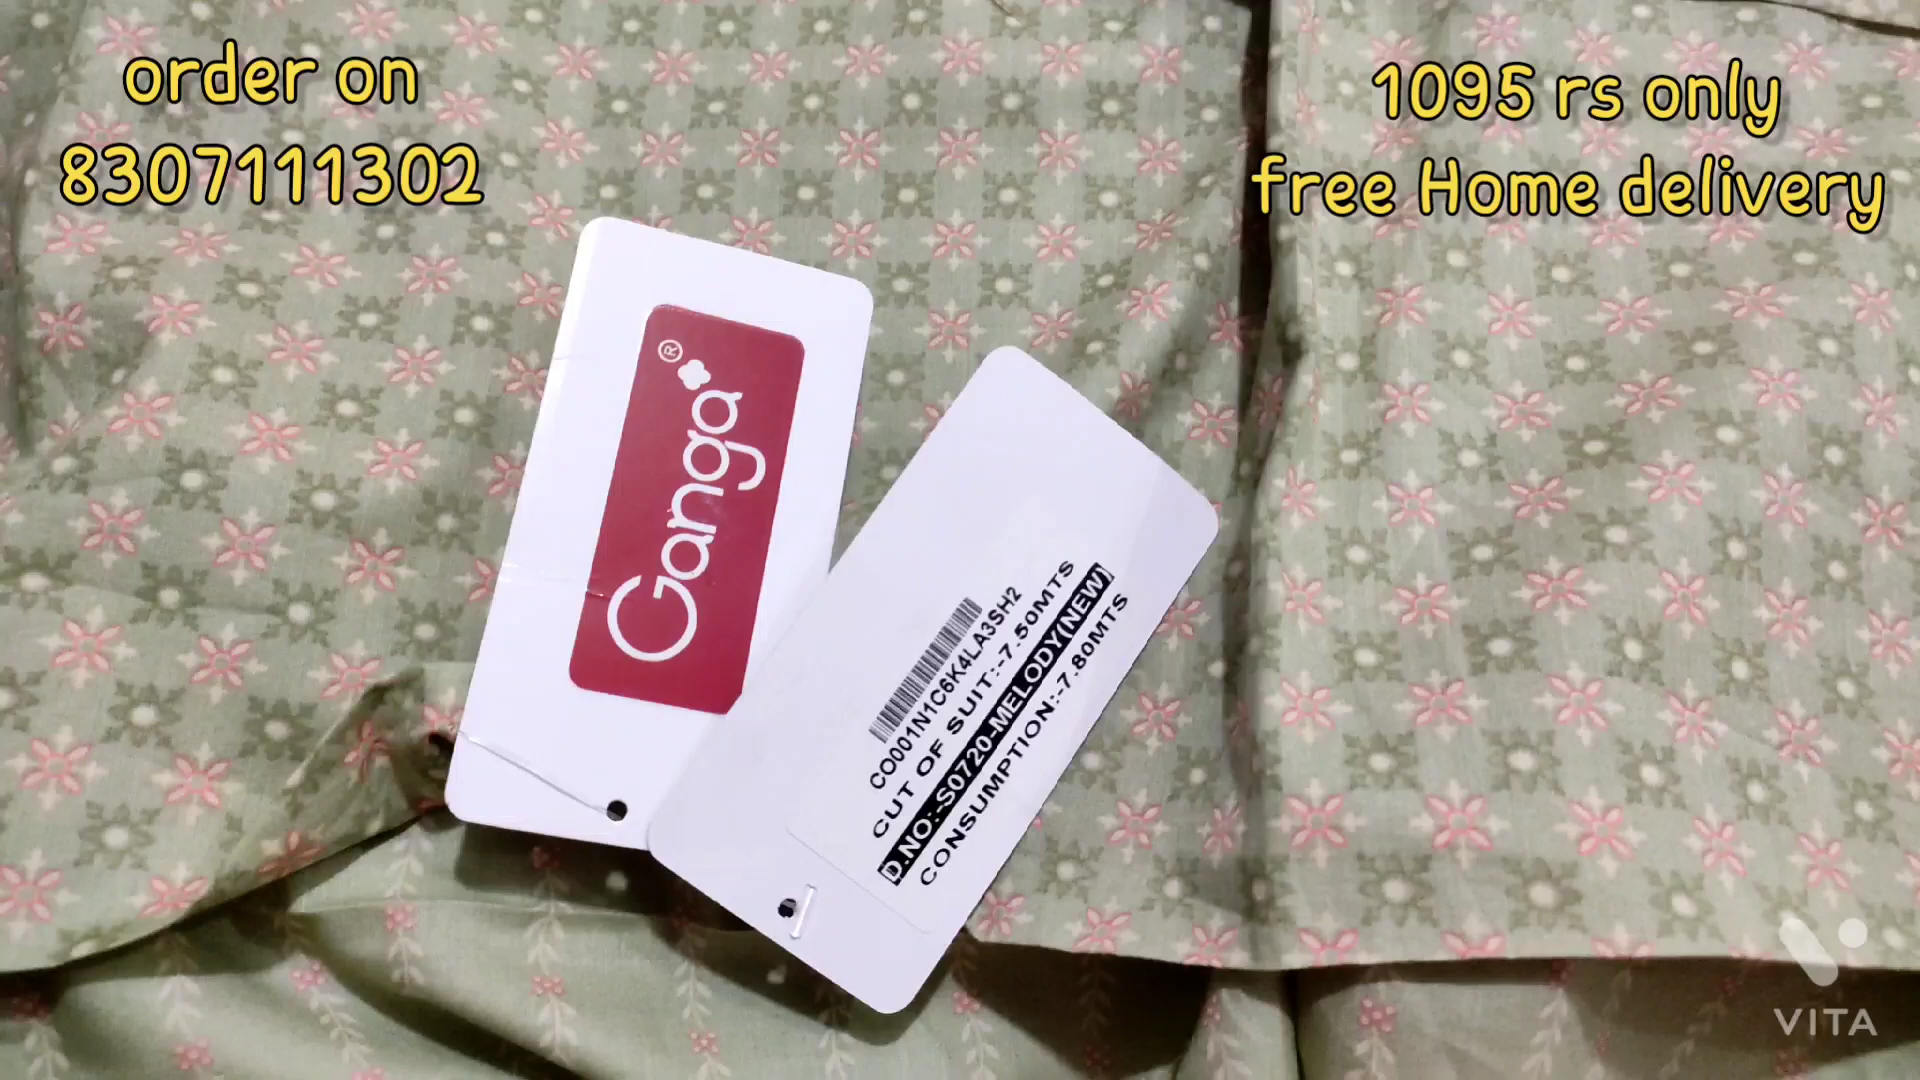 order on
8307111302
1095 rs only
free Home delivery
Ganga®
CO001N1C6K4LA3SH2
CUT OF SUIT:-7.50MTS
D.NO:-S0720-MELODY(NEW)
CONSUMPTION:-7.80MTS
VITA